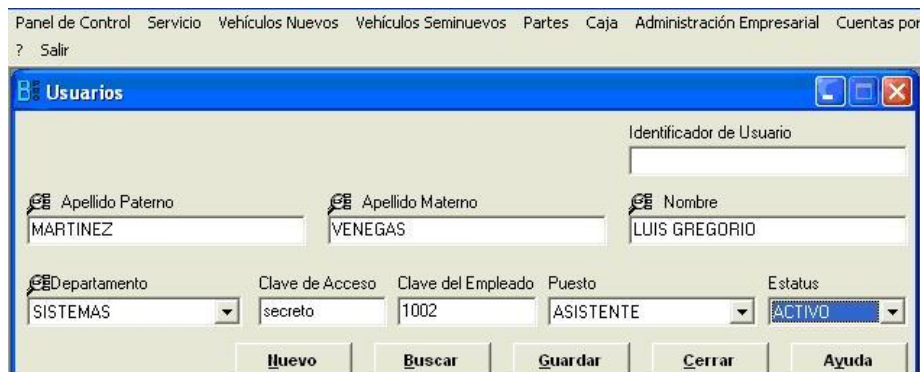 Panel de Control Servicio Vehículos Nuevos Vehículos Seminuevos Partes Caja Administración Empresarial Cuentas por
? Salir
Usuarios
Identificador de Usuario
Apellido Paterno Apellido Materno Nombre
MARTINEZ VENEGAS LUIS GREGORIO
Departamento Clave de Acceso Clave del Empleado Puesto Estatus
SISTEMAS secreto 1002 ASISTENTE ACTIVO
Nuevo Buscar Guardar Cerrar Ayuda